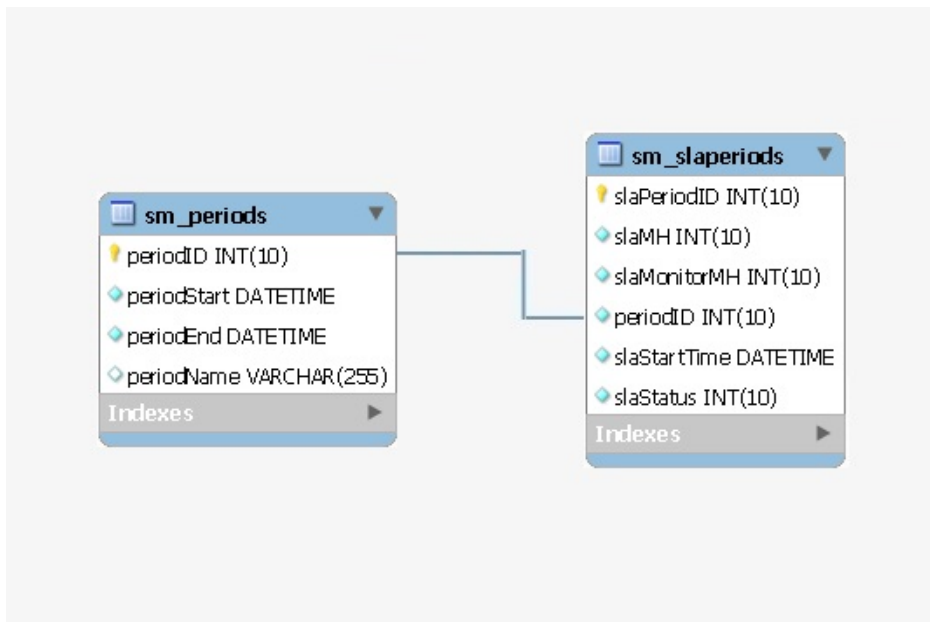 sm_periods
periodID INT(10)
periodStart DATETIME
periodEnd DATETIME
periodName VARCHAR(255)
Indexes
sm_slaperiods
slaPeriodID INT(10)
slaMH INT(10)
slaMonitorMH INT(10)
periodID INT(10)
slaStartTime DATETIME
slaStatus INT(10)
Indexes